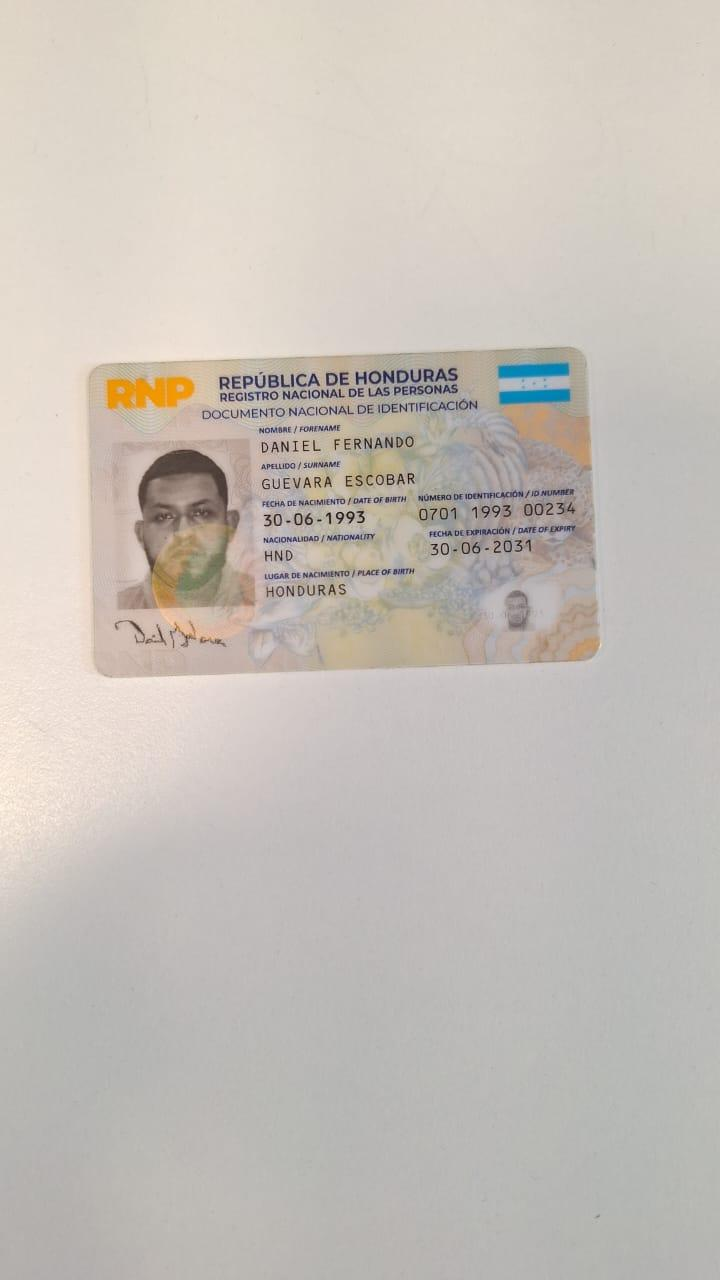 RNP
REPÚBLICA DE HONDURAS
REGISTRO NACIONAL DE LAS PERSONAS
DOCUMENTO NACIONAL DE IDENTIFICACIÓN
NOMBRE / FORENAME
DANIEL FERNANDO
APELLIDO / SURNAME
GUEVARA ESCOBAR
FECHA DE NACIMIENTO / DATE OF BIRTH
30-06-1993
NÚMERO DE IDENTIFICACIÓN / ID NUMBER
0701 1993 00234
NACIONALIDAD / NATIONALITY
HND
FECHA DE EXPIRACIÓN / DATE OF EXPIRY
30-06-2031
LUGAR DE NACIMIENTO / PLACE OF BIRTH
HONDURAS